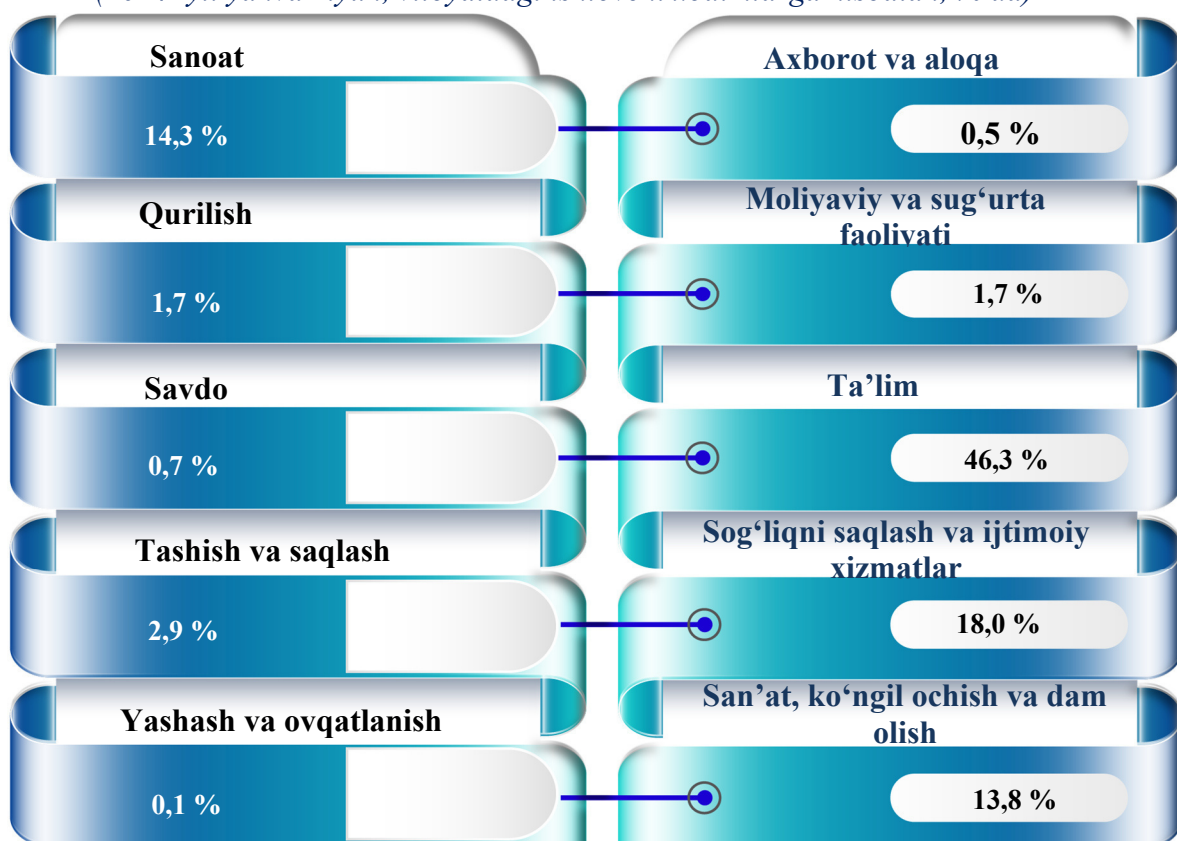 Sanoat
14,3 %
Axborot va aloqa
0,5 %
Qurilish
1,7 %
Moliyaviy va sug‘urta
faoliyati
1,7 %
Savdo
0,7 %
Ta’lim
46,3 %
Tashish va saqlash
2,9 %
Sog‘liqni saqlash va ijtimoiy
xizmatlar
18,0 %
Yashash va ovqatlanish
0,1 %
San’at, ko‘ngil ochish va dam
olish
13,8 %